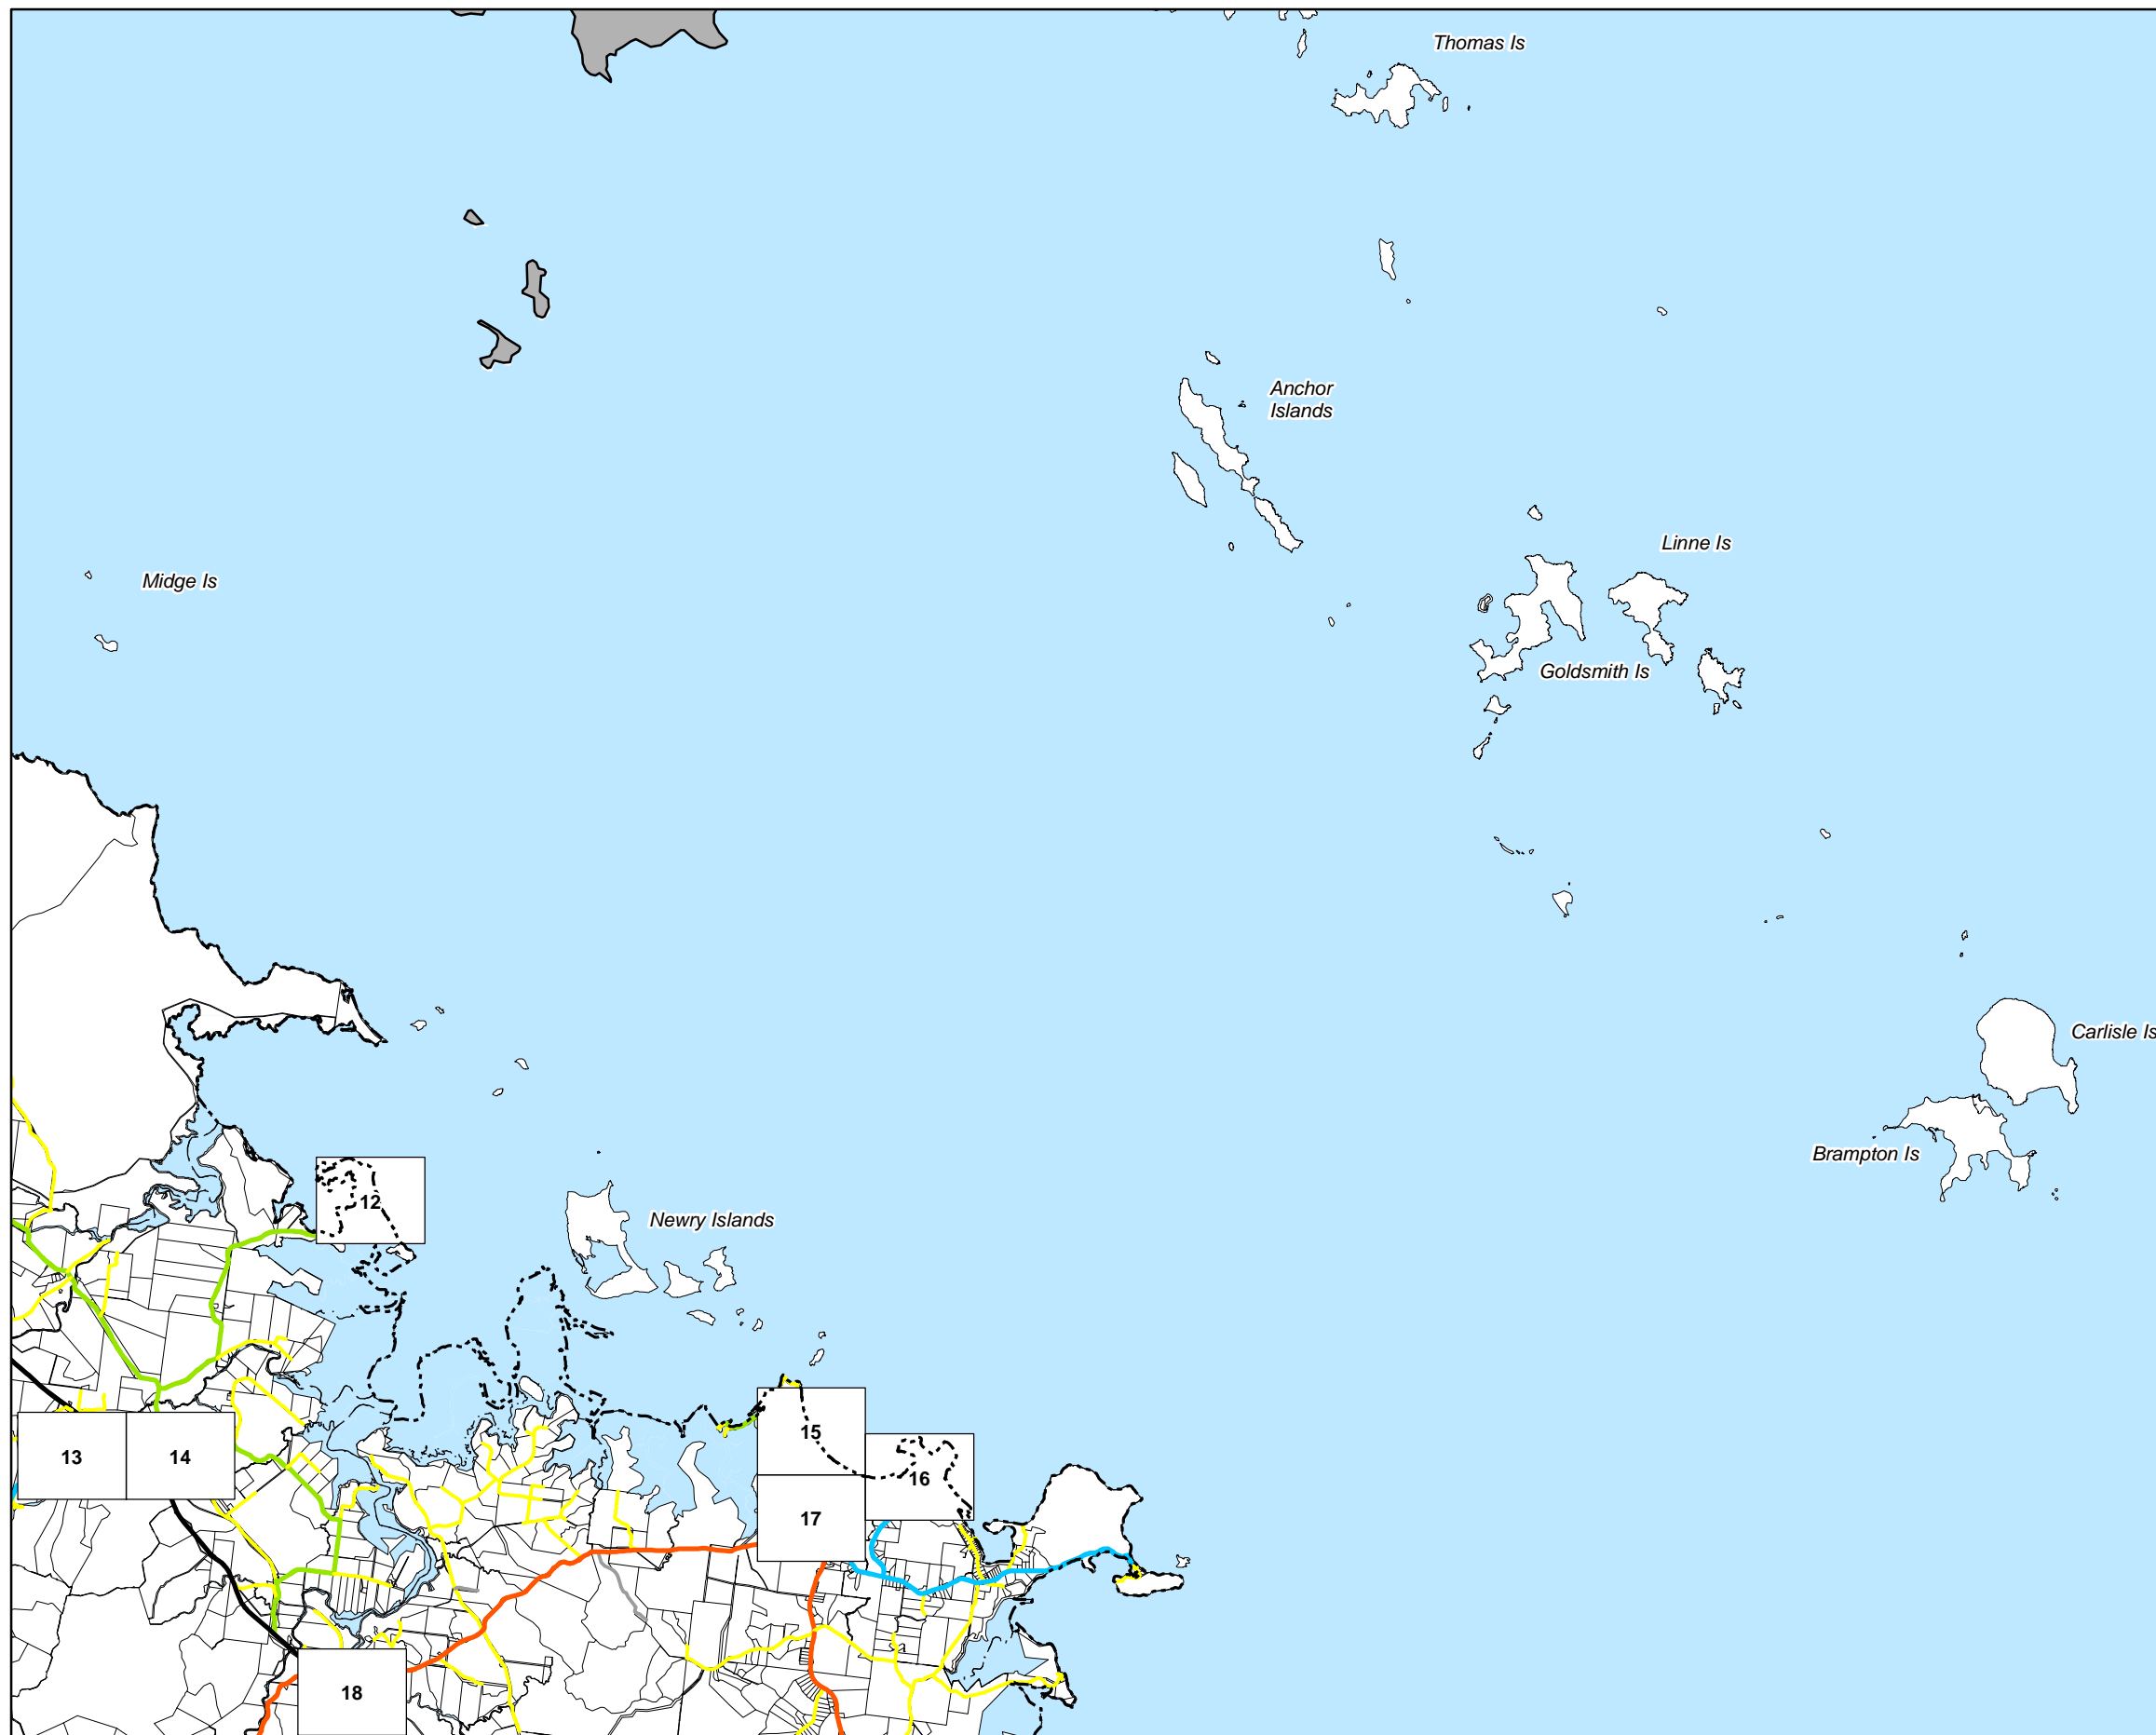 Thomas Is
Anchor
Islands
Linne Is
Midge Is
Goldsmith Is
Carlisle Is
Brampton Is
12
Newry Islands
15
13
14
16
17
18